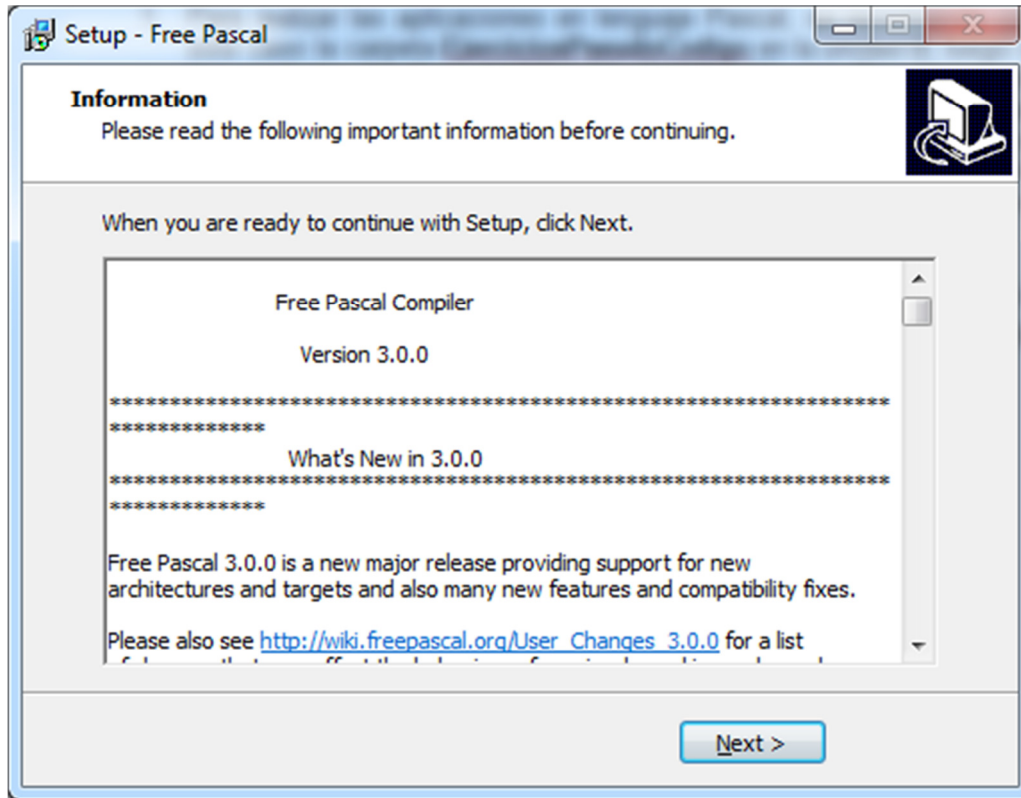 Setup - Free Pascal
Information
Please read the following important information before continuing.
When you are ready to continue with Setup, click Next.
Free Pascal Compiler
Version 3.0.0
*****************************************************************
*************
What's New in 3.0.0
*****************************************************************
*************
Free Pascal 3.0.0 is a new major release providing support for new
architectures and targets and also many new features and compatibility fixes.
Please also see http://wiki.freepascal.org/User_Changes_3.0.0 for a list
Next >